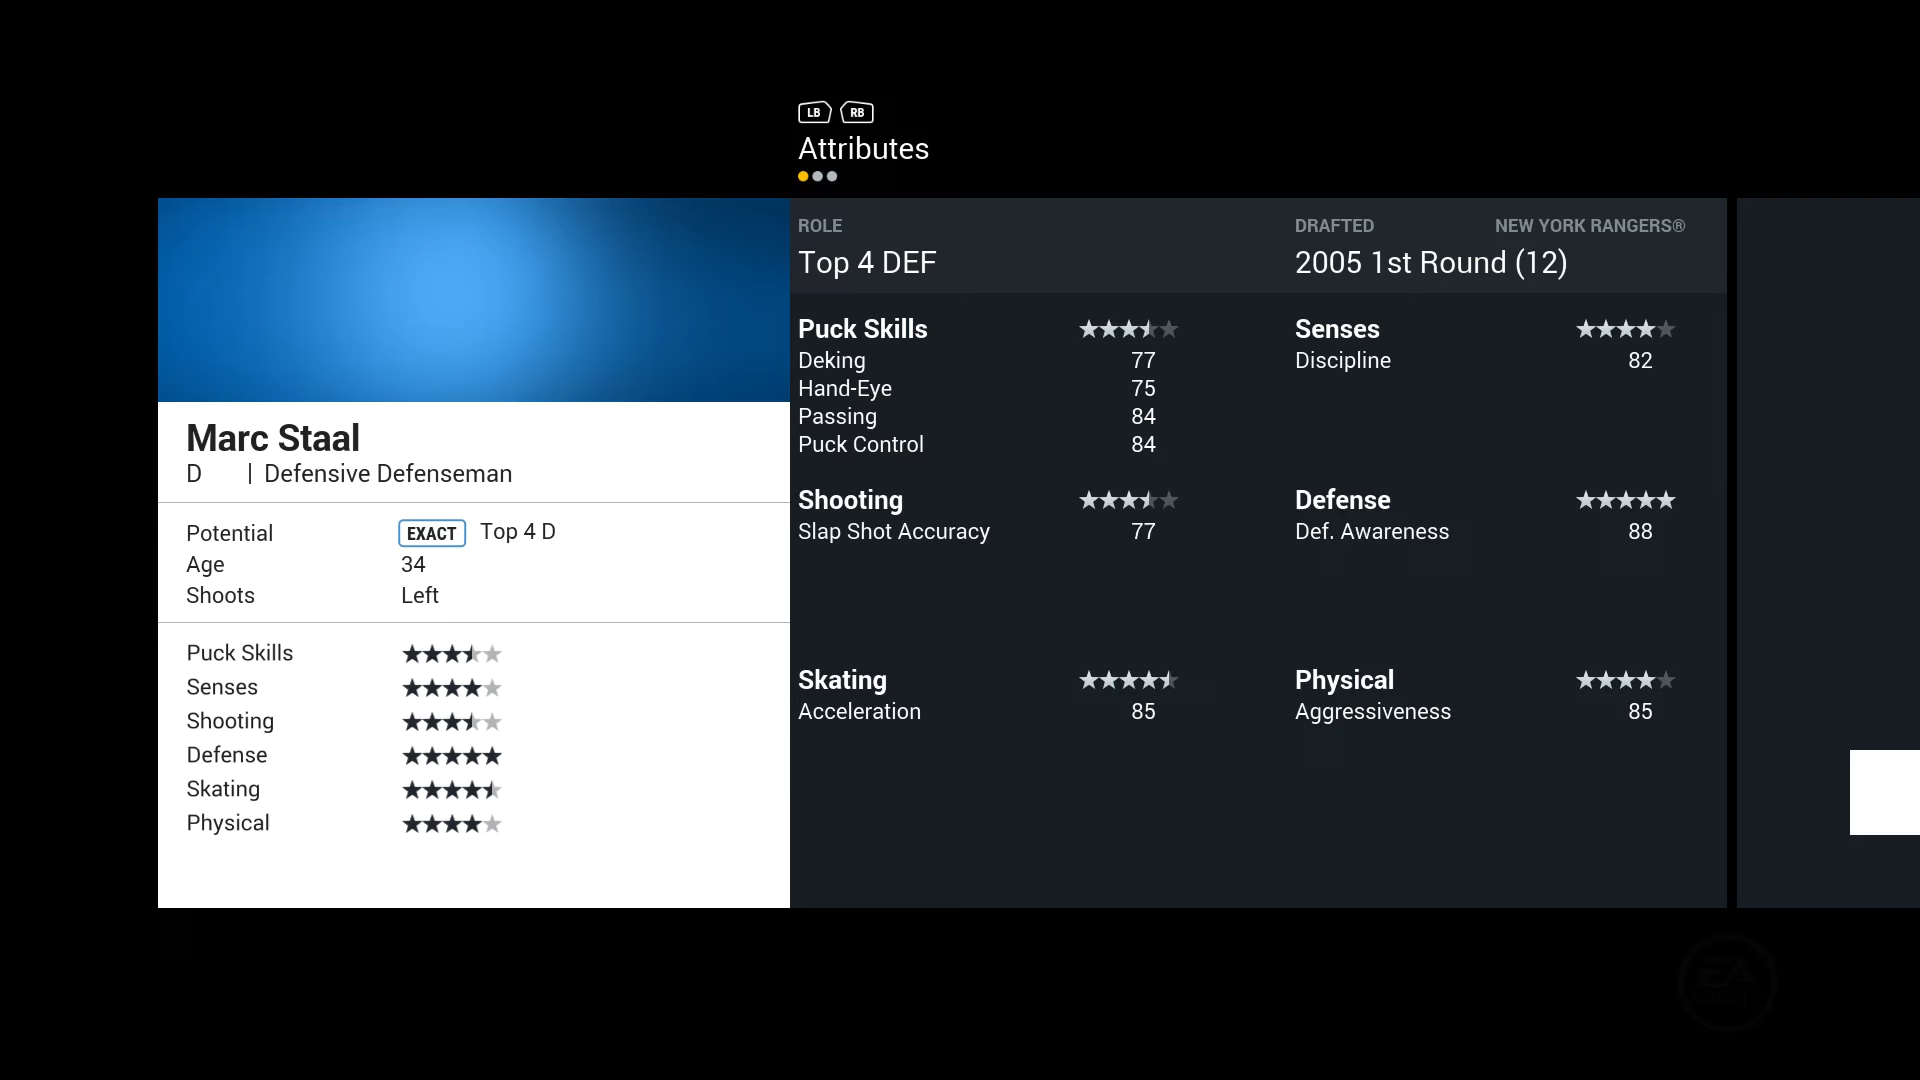 LB RB
Attributes
ROLE
Top 4 DEF
DRAFTED NEW YORK RANGERS®
2005 1st Round (12)
Marc Staal
D | Defensive Defenseman
Potential EXACT Top 4 D
Age 34
Shoots Left
Puck Skills
Senses
Shooting
Defense
Skating
Physical
Puck Skills
Deking 77
Hand-Eye 75
Passing 84
Puck Control 84
Senses
Discipline 82
Shooting
Slap Shot Accuracy 77
Defense
Def. Awareness 88
Skating
Acceleration 85
Physical
Aggressiveness 85
EA